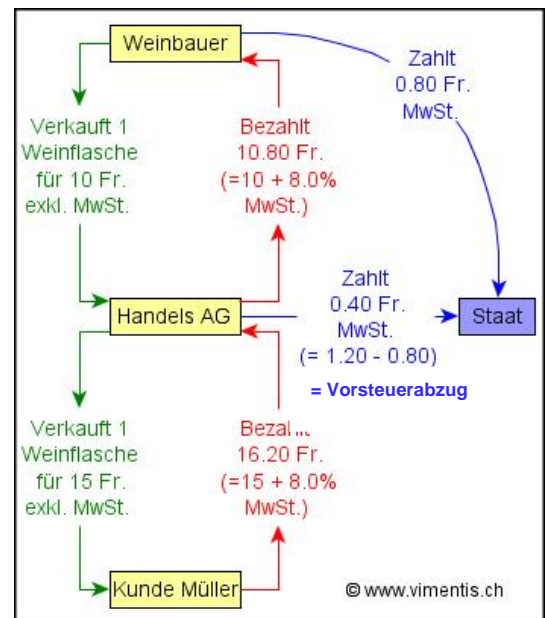 Weinbauer
Zahlt
0.80 Fr.
MwSt.
Verkauft 1
Weinflasche
für 10 Fr.
exkl. MwSt.
Bezahlt
10.80 Fr.
(=10 + 8.0%
MwSt.)
Handels AG
Zahlt
0.40 Fr.
MwSt.
(= 1.20 - 0.80)
= Vorsteuerabzug
Staat
Verkauft 1
Weinflasche
für 15 Fr.
exkl. MwSt.
16.20 Fr.
(=15 + 8.0%
MwSt.)
Kunde Müller
© www.vimentis.ch